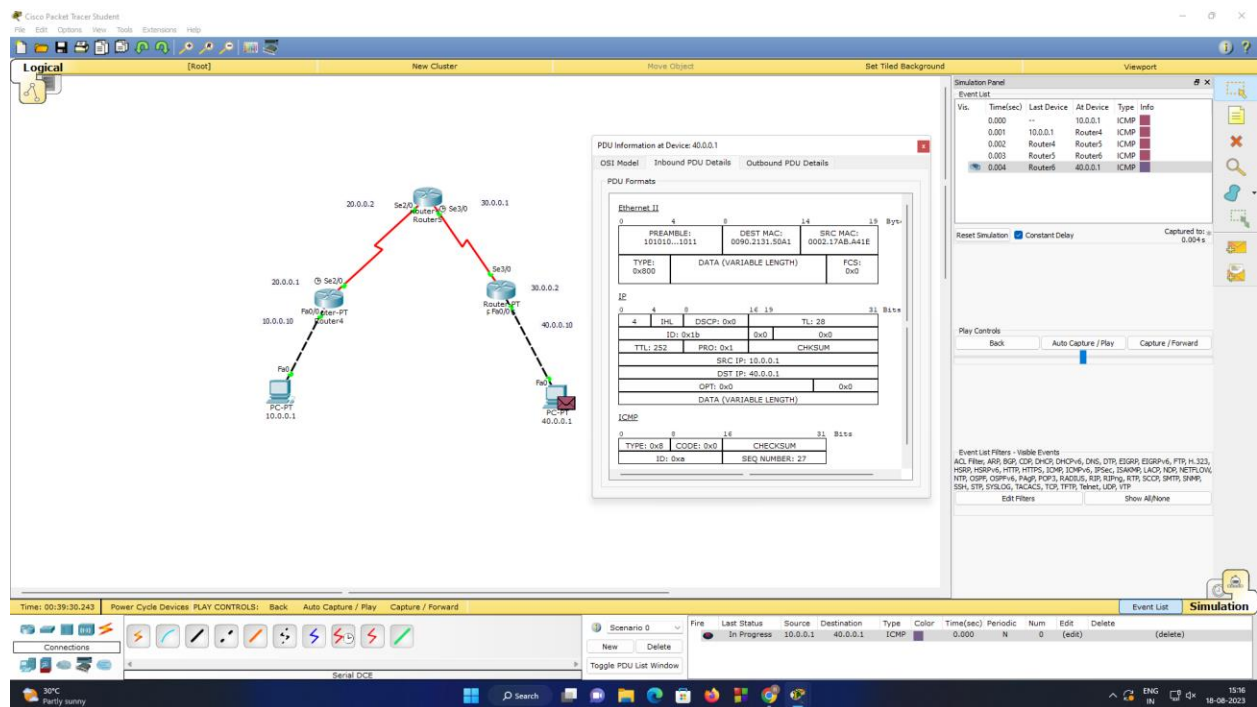 Cisco Packet Tracer Student
File Edit Options View Tools Extensions Help
Logical [Root] New Cluster Move Object Set Tiled Background Viewport
20.0.0.2 Se2/0 Se3/0 30.0.0.1
Router5
20.0.0.1 Se2/0
Se3/0
Fa0/0
Router4
10.0.0.10
Router-PT
Fa0/0
30.0.0.2
40.0.0.10
Fa0
PC-PT
10.0.0.1
Fa0
PC-PT
40.0.0.1
PDU Information at Device: 40.0.0.1
OSI Model Inbound PDU Details Outbound PDU Details
PDU Formats
Ethernet II
0 4 8 14 19
PREAMBLE: DEST MAC: SRC MAC:
101010...1011 0090.2131.50A1 0002.17AB.A41E
TYPE: DATA (VARIABLE LENGTH) FCS:
0x800 0x0
IP
0 4 8 16 19 31 Bits
4 IHL DSCP: 0x0 TL: 28
ID: 0x1b 0x0 0x0
TTL: 252 PRO: 0x1 CHKSUM
SRC IP: 10.0.0.1
DST IP: 40.0.0.1
OPT: 0x0 0x0
DATA (VARIABLE LENGTH)
ICMP
0 8 16 31 Bits
TYPE: 0x8 CODE: 0x0 CHECKSUM
ID: 0xa SEQ NUMBER: 27
Simulation Panel
Event List
Vis. Time(sec) Last Device At Device Type Info
0.000 -- 10.0.0.1 ICMP
0.001 10.0.0.1 Router4 ICMP
0.002 Router4 Router5 ICMP
0.003 Router5 Router6 ICMP
0.004 Router6 40.0.0.1 ICMP
Reset Simulation Constant Delay Captured to:
0.004 s
Play Controls
Back Auto Capture / Play Capture / Forward
Event List Filters - Visible Events
ACL Filter, ARP, BGP, CDP, DHCP, DHCPv6, DNS, DTP, EIGRP, EIGRPv6, FTP, H.323,
HSRP, HSRPv6, HTTP, HTTPS, ICMP, ICMPv6, IPSec, ISAKMP, LACP, NDP, NETFLOW,
NTP, OSPF, OSPFv6, PAgP, POP3, RADIUS, RIP, RIPng, RTP, SCCP, SMTP, SNMP,
SSH, STP, SYSLOG, TACACS, TCP, TFTP, Telnet, UDP, VTP
Edit Filters Show All/None
Time: 00:39:30.243 Power Cycle Devices PLAY CONTROLS: Back Auto Capture / Play Capture / Forward Event List Simulation
Connections
Serial DCE
Scenario 0
New Delete
Toggle PDU List Window
Fire Last Status Source Destination Type Color Time(sec) Periodic Num Edit Delete
In Progress 10.0.0.1 40.0.0.1 ICMP 0.000 N 0 (edit) (delete)
30°C
Partly sunny
Search
ENG
IN
15:16
18-08-2023